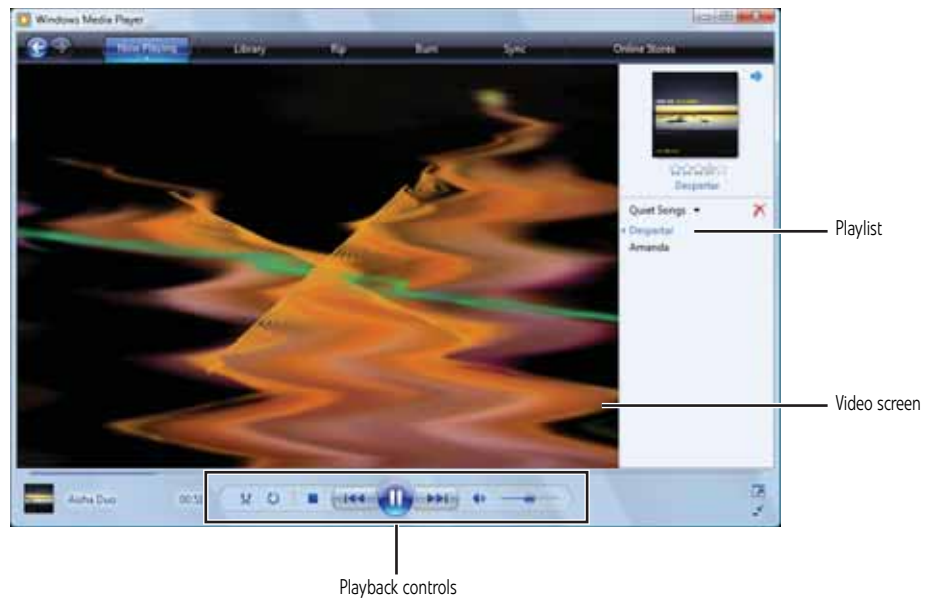 Windows Media Player
Now Playing Library Rip Burn Sync Online Stores
Despertar
Quiet Songs
Despertar
Amanda
Playlist
Video screen
Aisha Duo
Playback controls